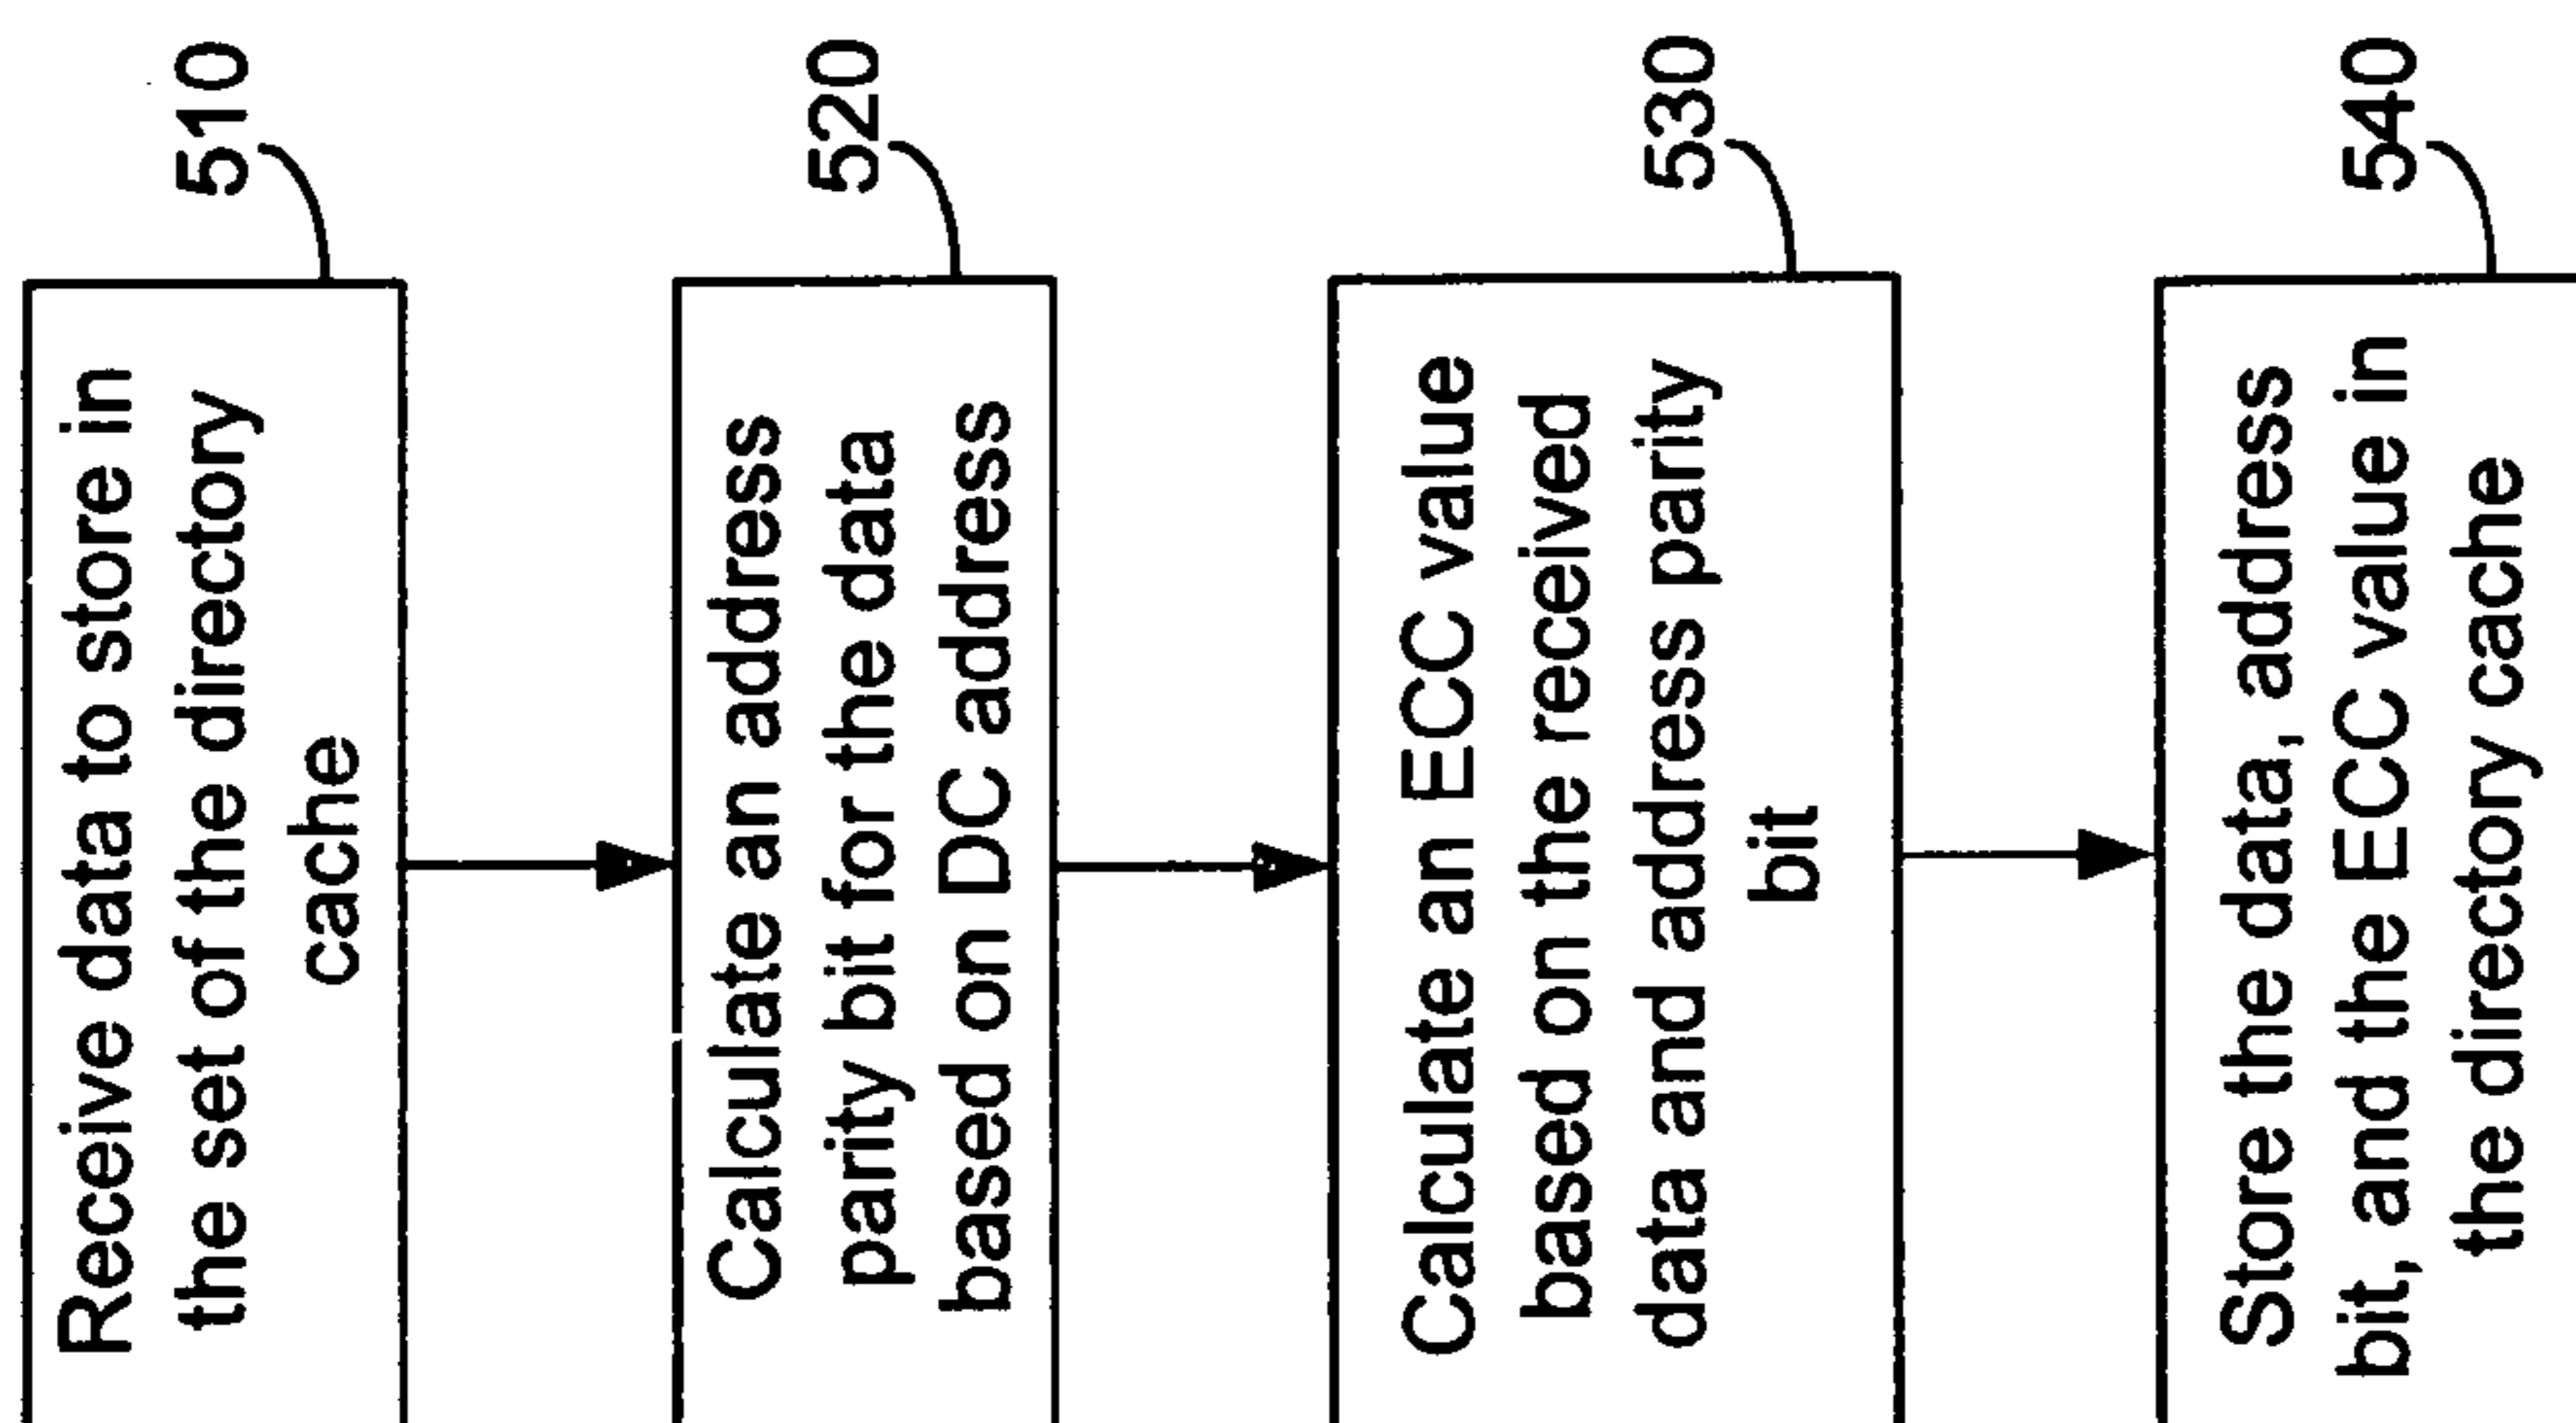 510
Receive data to store in
the set of the directory
cache
520
Calculate an address
parity bit for the data
based on DC address
530
Calculate an ECC value
based on the received
data and address parity
bit
540
Store the data, address
bit, and the ECC value in
the directory cache